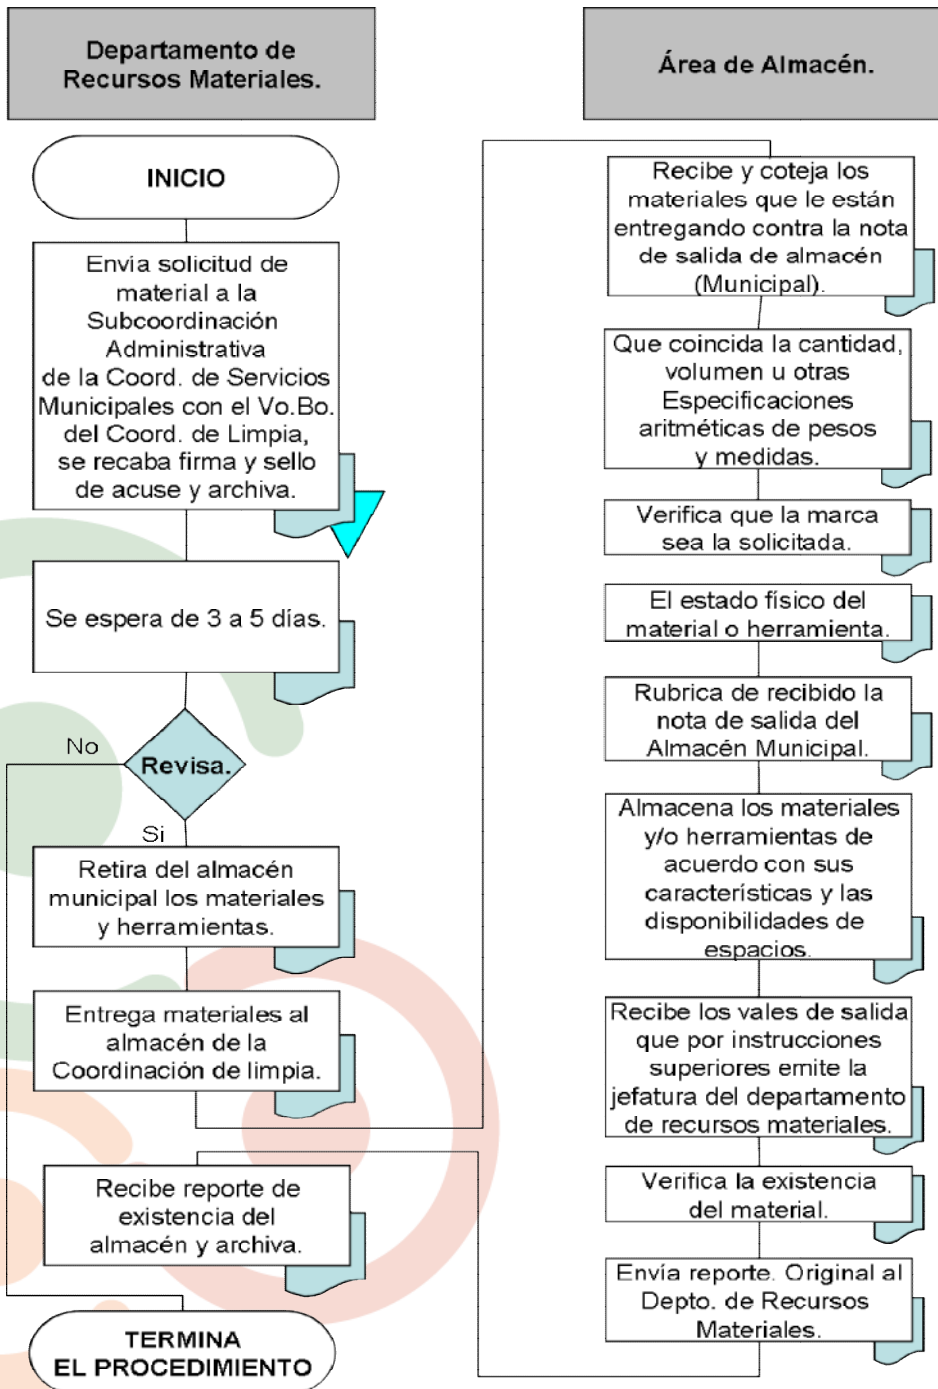 Departamento de
Recursos Materiales.
INICIO
Envía solicitud de
material a la
Subcoordinación
Administrativa
de la Coord. de Servicios
Municipales con el Vo.Bo.
del Coord. de Limpia,
se recaba firma y sello
de acuse y archiva.
Se espera de 3 a 5 días.
No
Revisa.
Si
Retira del almacén
municipal los materiales
y herramientas.
Entrega materiales al
almacén de la
Coordinación de limpia.
Recibe reporte de
existencia del
almacén y archiva.
TERMINA
EL PROCEDIMIENTO
Área de Almacén.
Recibe y coteja los
materiales que le están
entregando contra la nota
de salida de almacén
(Municipal).
Que coincida la cantidad,
volumen u otras
Especificaciones
aritméticas de pesos
y medidas.
Verifica que la marca
sea la solicitada.
El estado físico del
material o herramienta.
Rubrica de recibido la
nota de salida del
Almacén Municipal.
Almacena los materiales
y/o herramientas de
acuerdo con sus
características y las
disponibilidades de
espacios.
Recibe los vales de salida
que por instrucciones
superiores emite la
jefatura del departamento
de recursos materiales.
Verifica la existencia
del material.
Envía reporte. Original al
Depto. de Recursos
Materiales.